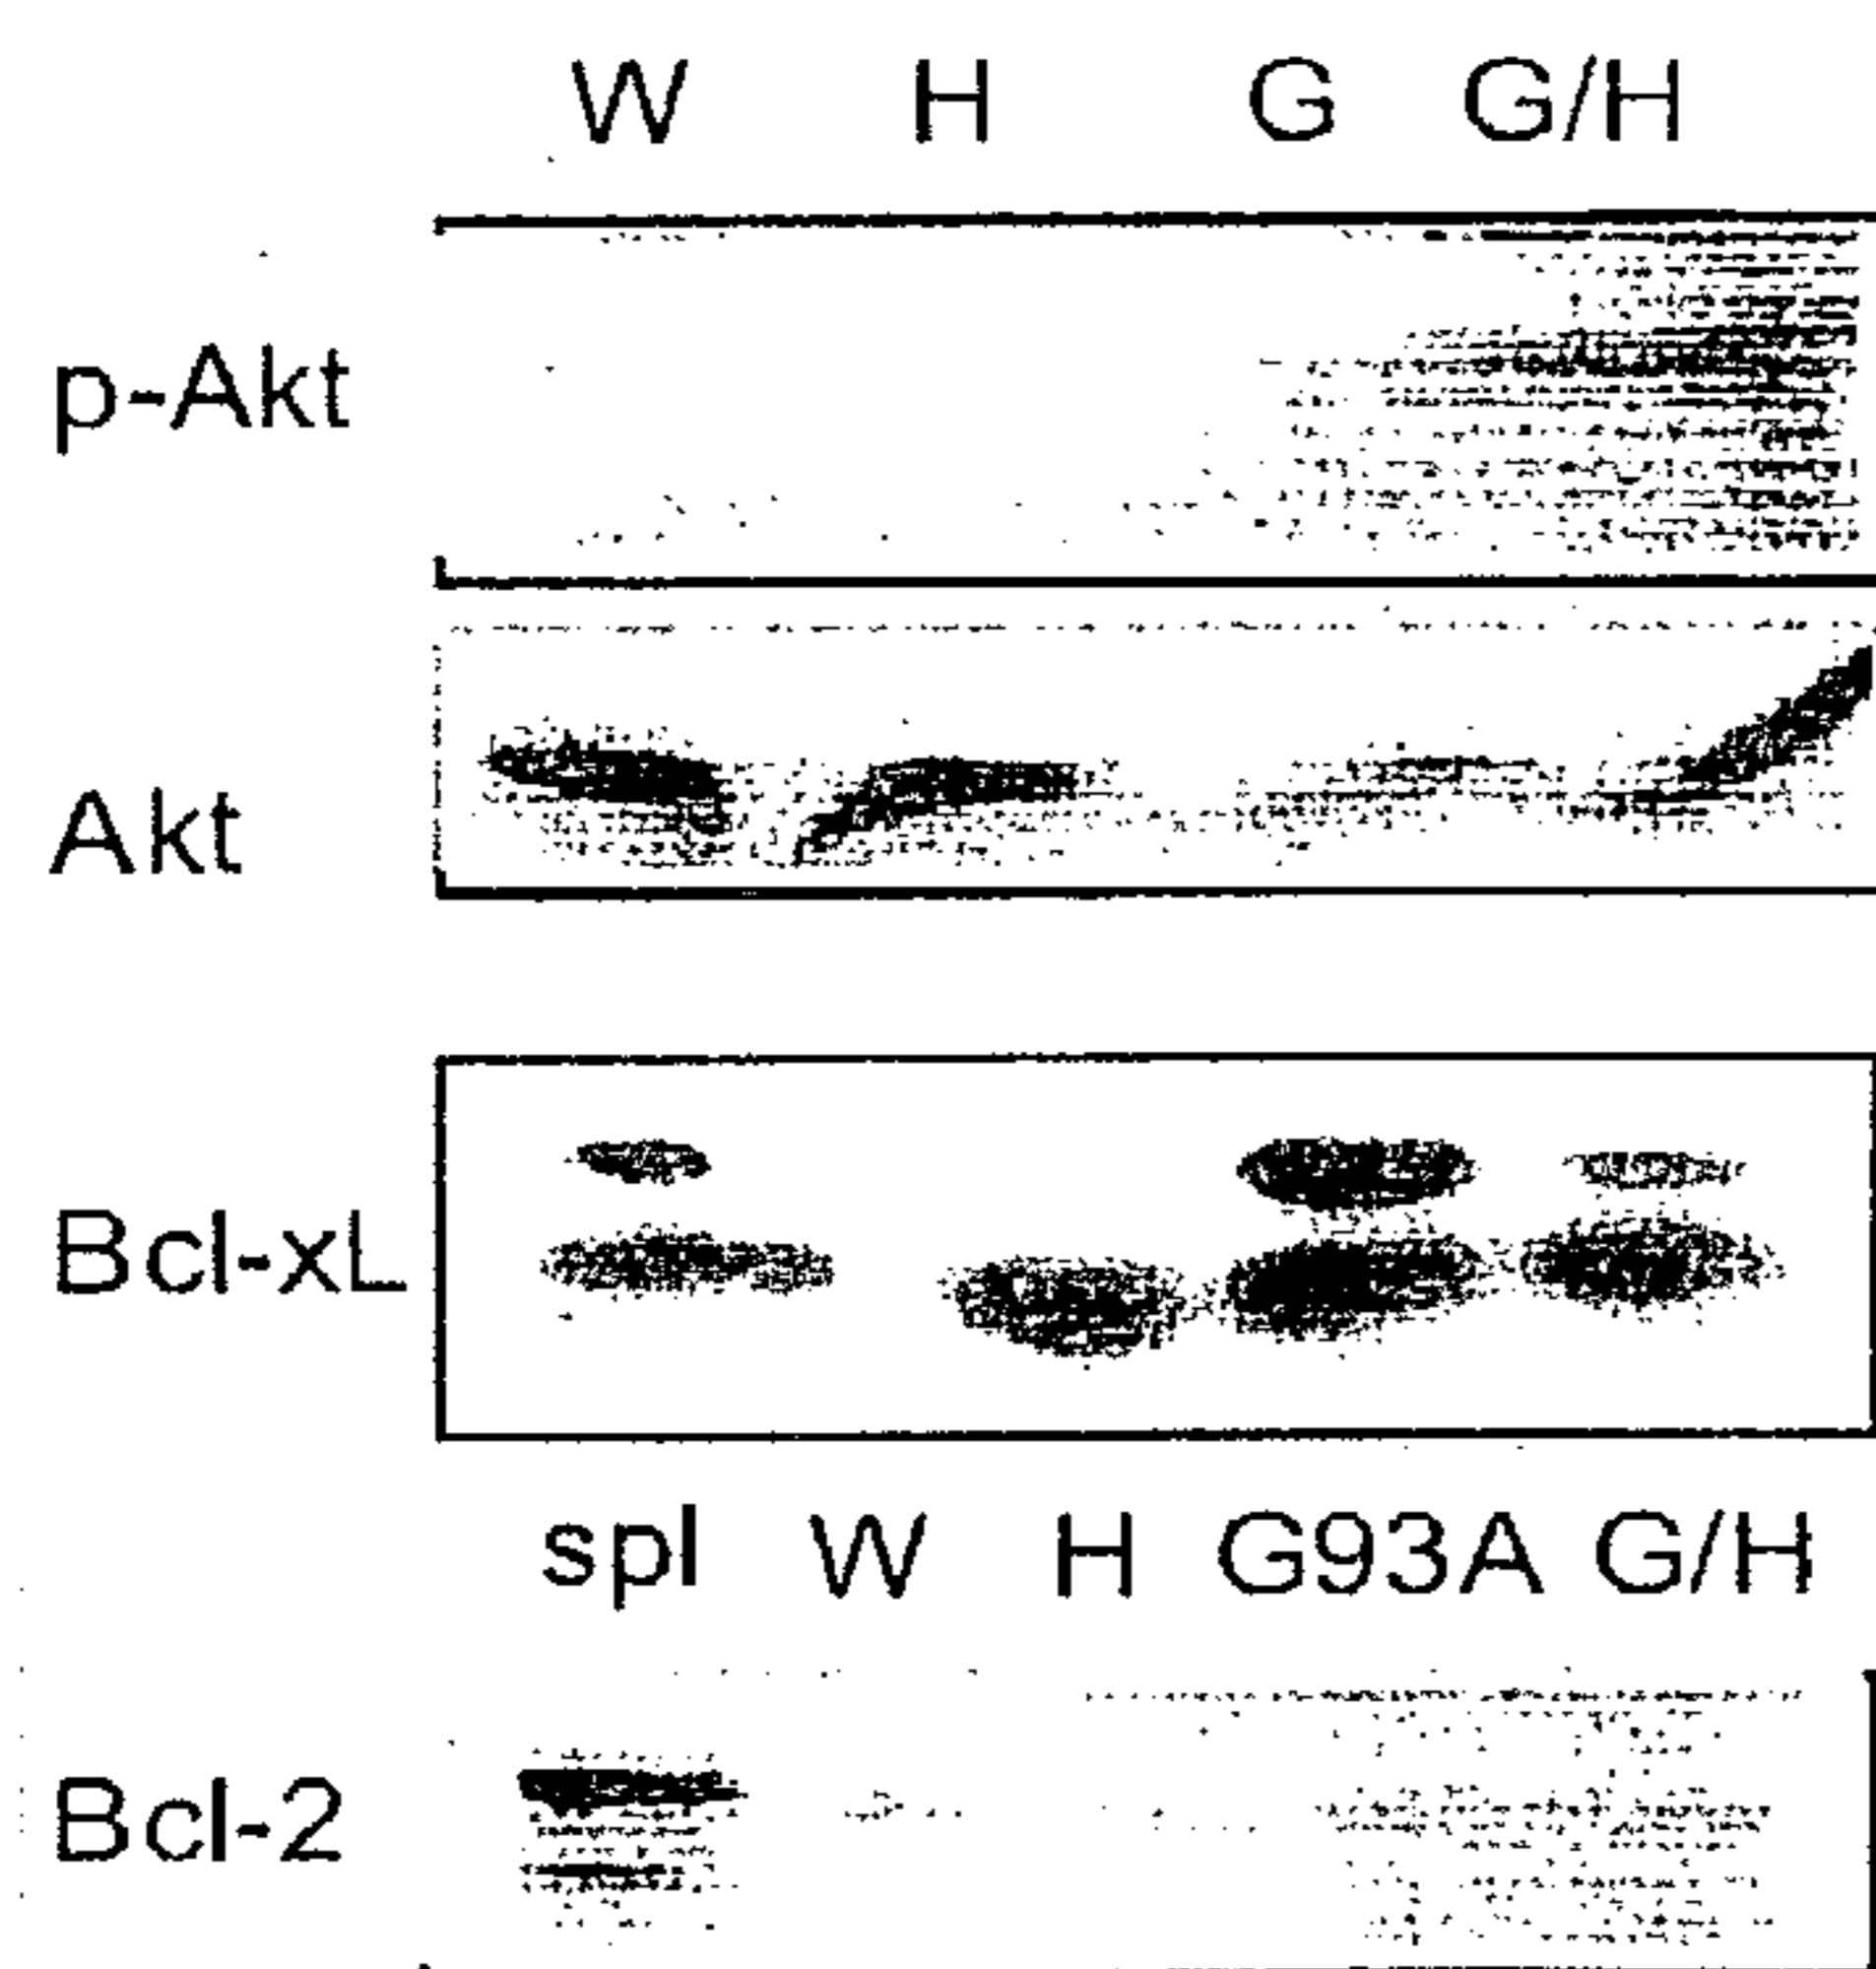 W H G G/H
p-Akt
Akt
Bcl-xL
spl W H G93A G/H
Bcl-2